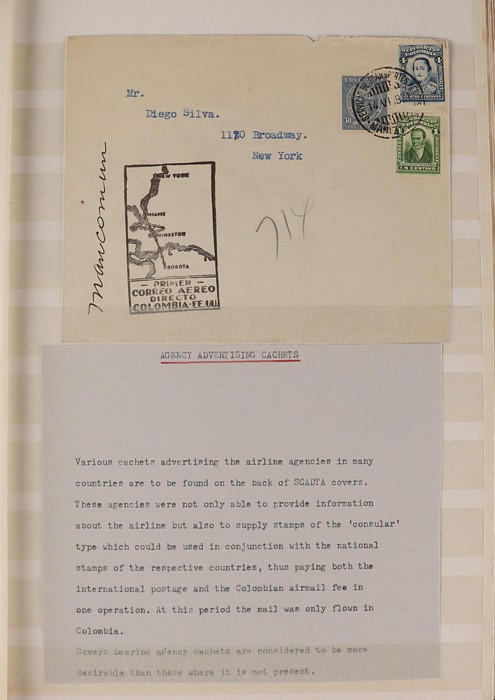 Mr.
Diego Silva.
1170 Broadway.
New York
mancomun
714
NEW YORK
MIAMI
KINGSTON
BOGOTA
PRIMER
CORREO AEREO
DIRECTO
COLOMBIA-EE.UU.
AGENCY ADVERTISING CACHETS
Various cachets advertising the airline agencies in many
countries are to be found on the back of SCADTA covers.
These agencies were not only able to provide information
about the airline but also to supply stamps of the 'consular'
type which could be used in conjunction with the national
stamps of the respective countries, thus paying both the
international postage and the Colombian airmail fee in
one operation. At this period the mail was only flown in
Colombia.
Covers bearing agency cachets are considered to be more
desirable than those where it is not present.